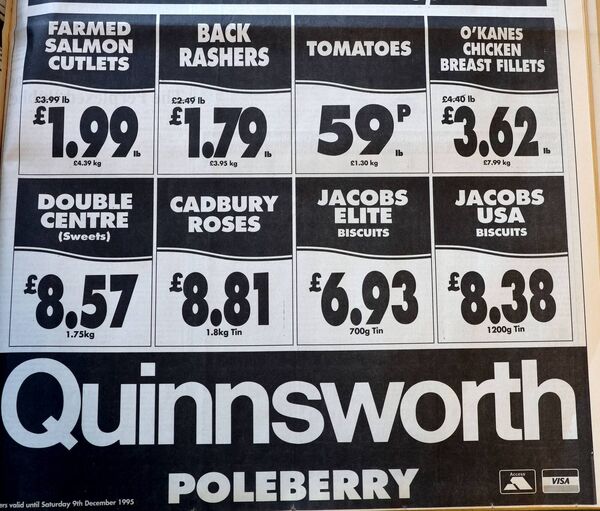 FARMED
SALMON
CUTLETS
£3.99 lb
£1.99 lb
£4.39 kg
BACK
RASHERS
£2.49 lb
£1.79 lb
£3.95 kg
TOMATOES
59P lb
£1.30 kg
O'KANES
CHICKEN
BREAST FILLETS
£4.40 lb
£3.62 lb
£7.99 kg
DOUBLE
CENTRE
(Sweets)
£8.57
1.75kg
CADBURY
ROSES
£8.81
1.8kg Tin
JACOBS
ELITE
BISCUITS
£6.93
700g Tin
JACOBS
USA
BISCUITS
£8.38
1200g Tin
Quinnsworth
POLEBERRY
ers valid until Saturday 9th December 1995
Access
VISA